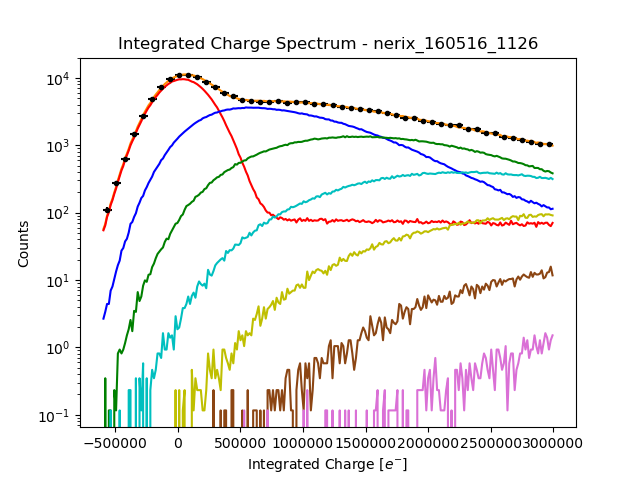 Integrated Charge Spectrum - nerix_160516_1126
Counts
10⁴
10³
10²
10¹
10⁰
10⁻¹
−500000 0 500000 1000000 1500000 2000000 2500000 3000000
Integrated Charge [e⁻]